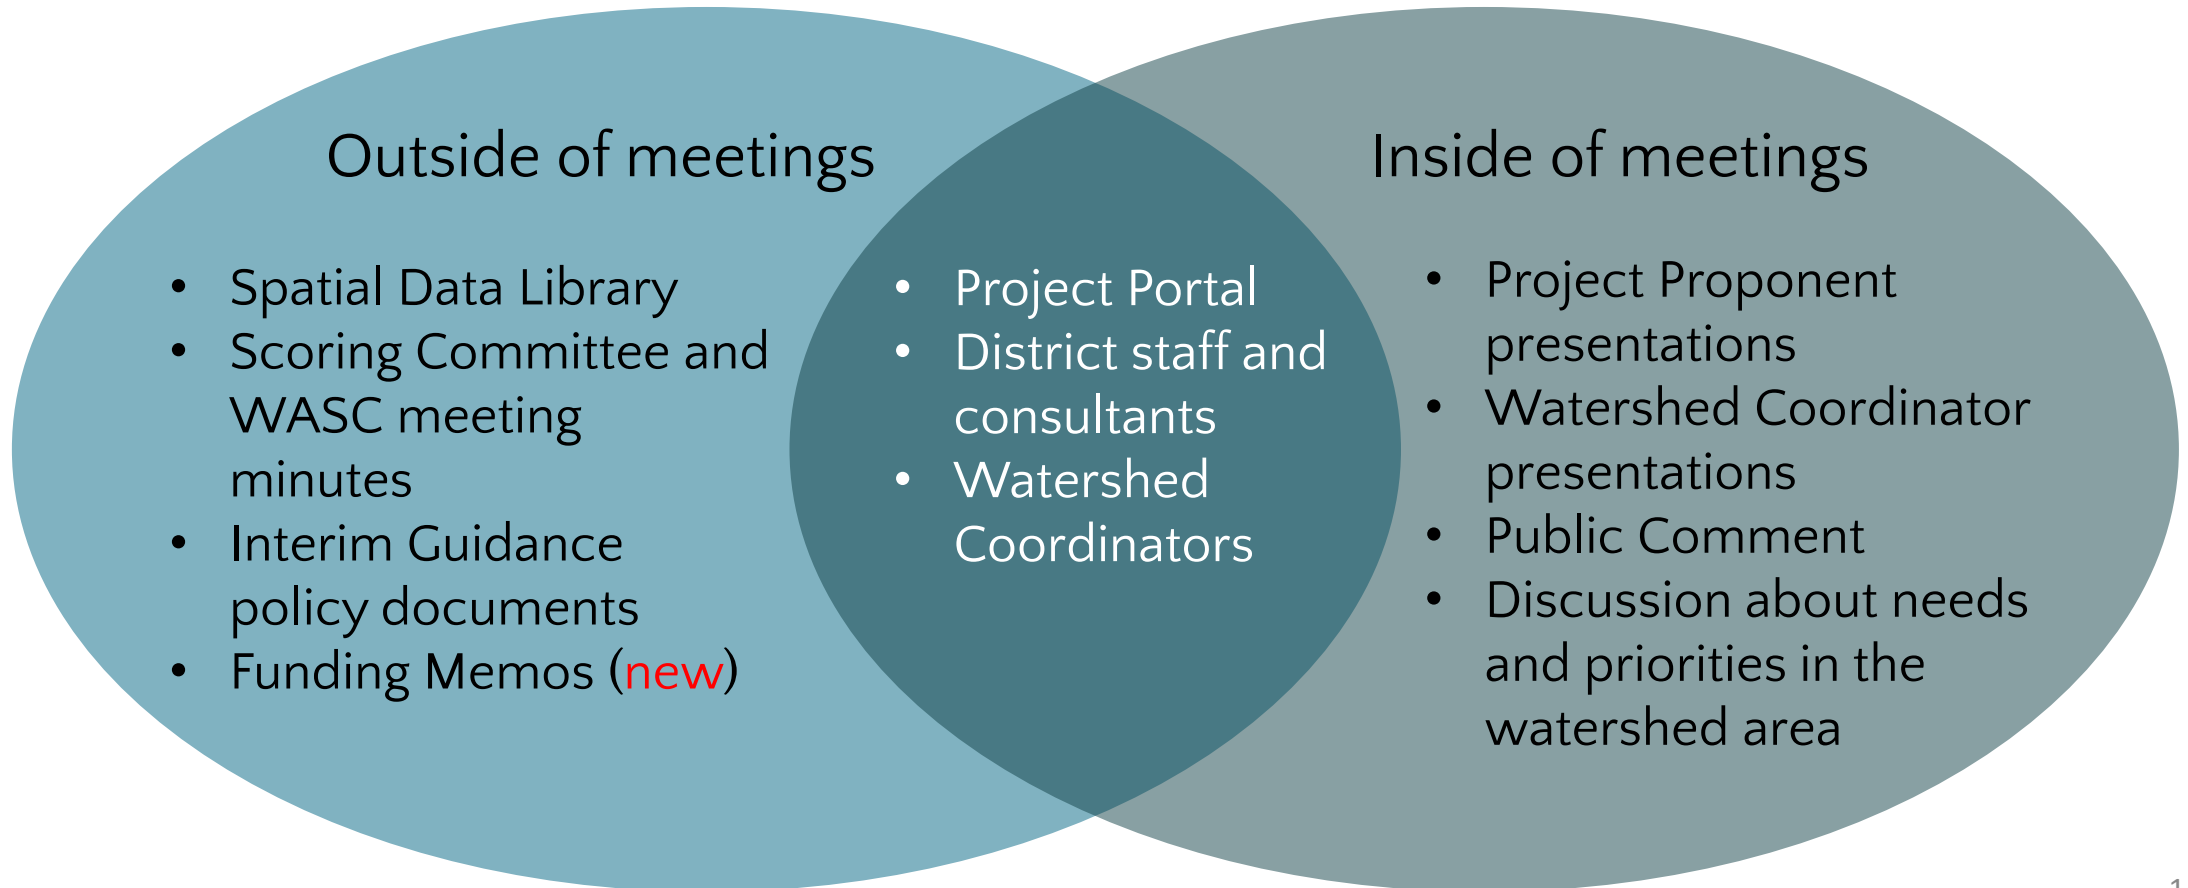 Outside of meetings
• Spatial Data Library
• Scoring Committee and
WASC meeting
minutes
• Interim Guidance
policy documents
• Funding Memos (new)
• Project Portal
• District staff and
consultants
• Watershed
Coordinators
Inside of meetings
• Project Proponent
presentations
• Watershed Coordinator
presentations
• Public Comment
• Discussion about needs
and priorities in the
watershed area